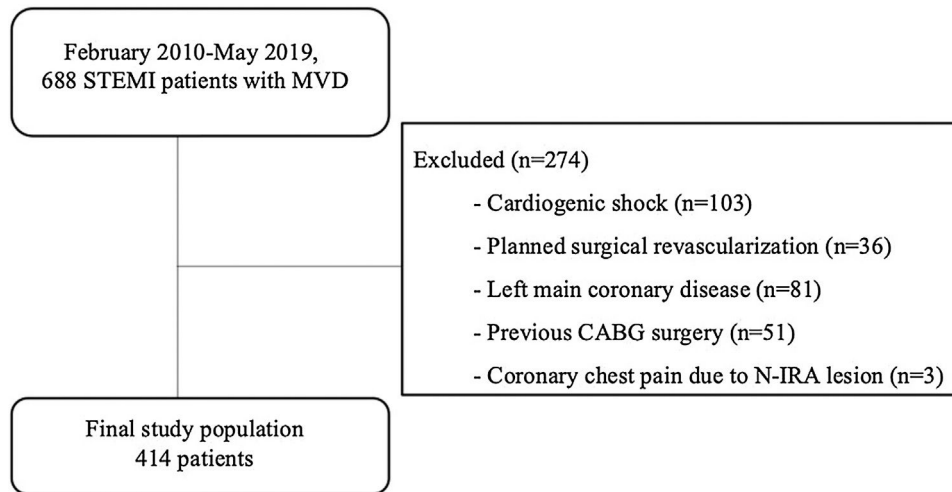 February 2010-May 2019,
688 STEMI patients with MVD
Excluded (n=274)
- Cardiogenic shock (n=103)
- Planned surgical revascularization (n=36)
- Left main coronary disease (n=81)
- Previous CABG surgery (n=51)
- Coronary chest pain due to N-IRA lesion (n=3)
Final study population
414 patients